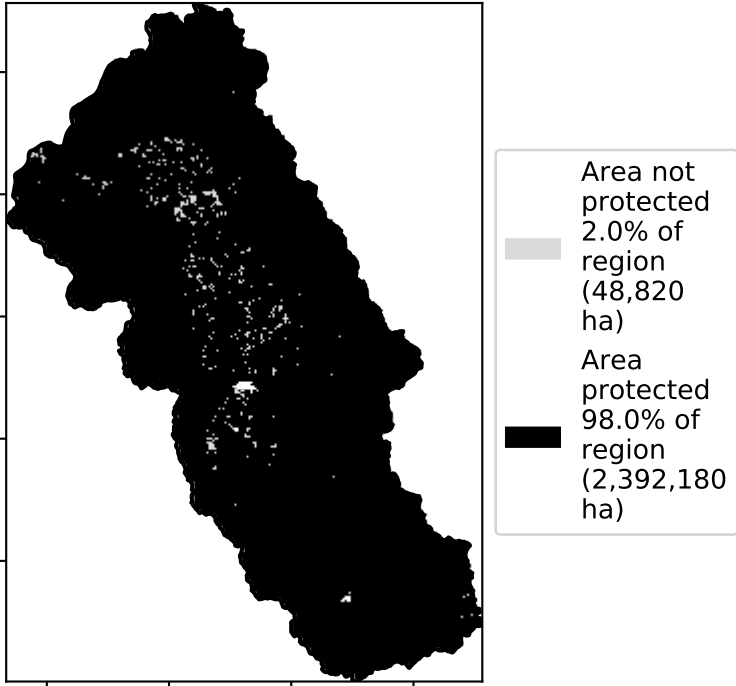 Area not
protected
2.0% of
region
(48,820
ha)
Area
protected
98.0% of
region
(2,392,180
ha)